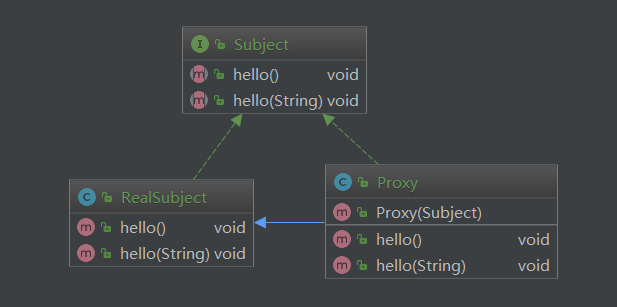 I Subject
m hello() void
m hello(String) void
C RealSubject
m hello() void
m hello(String) void
C Proxy
m Proxy(Subject)
m hello() void
m hello(String) void